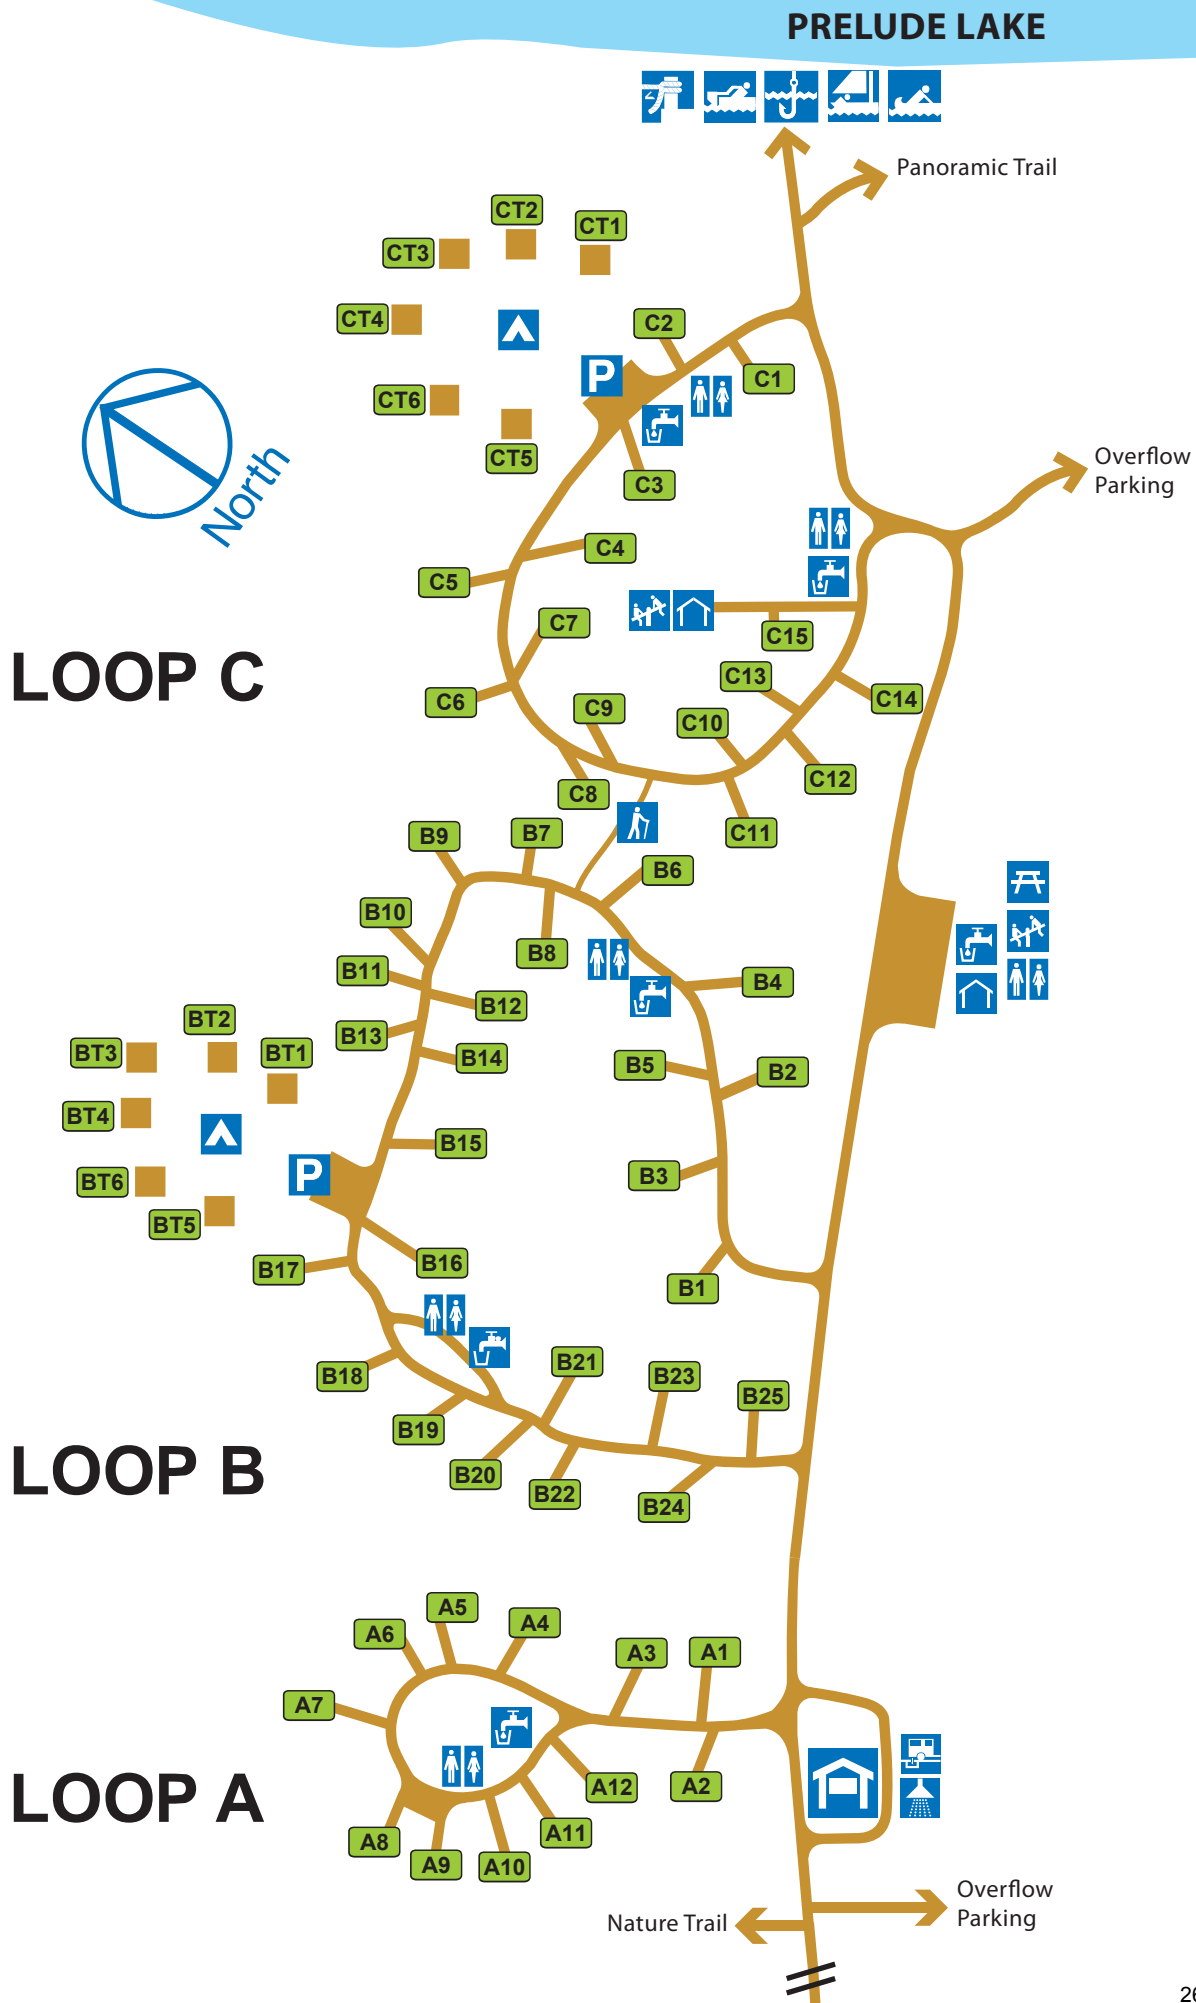 PRELUDE LAKE
Panoramic Trail
CT2
CT1
CT3
CT4
C2
P
C1
CT6
CT5
North
C3
Overflow
Parking
C4
C5
C7
C15
LOOP C
C13
C6
C14
C9
C10
C12
C8
C11
B9
B7
B6
B10
B8
B11
B4
B12
BT2
B13
BT3
BT1
B14
B5
B2
BT4
B15
P
B3
BT6
BT5
B16
B17
B1
B21
B18
B23
B25
B19
LOOP B
B20
B22
B24
A5
A4
A6
A3
A1
A7
LOOP A
A12
A2
A11
A8
A9
A10
Overflow
Parking
Nature Trail
26